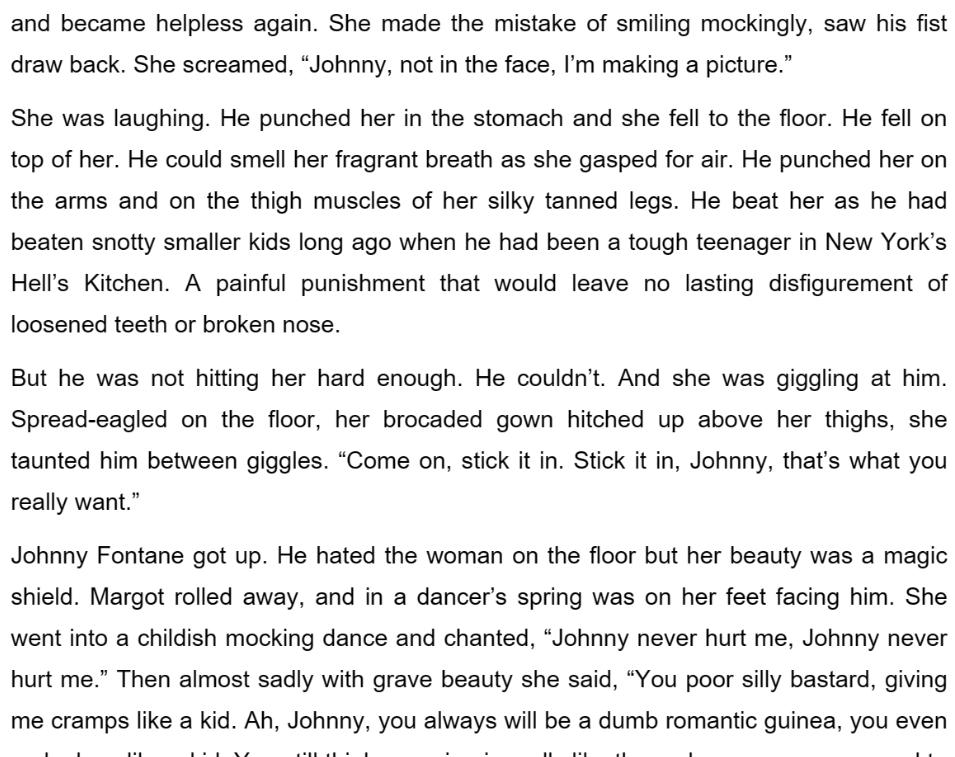 and became helpless again. She made the mistake of smiling mockingly, saw his fist
draw back. She screamed, “Johnny, not in the face, I’m making a picture.”
She was laughing. He punched her in the stomach and she fell to the floor. He fell on
top of her. He could smell her fragrant breath as she gasped for air. He punched her on
the arms and on the thigh muscles of her silky tanned legs. He beat her as he had
beaten snotty smaller kids long ago when he had been a tough teenager in New York’s
Hell’s Kitchen. A painful punishment that would leave no lasting disfigurement of
loosened teeth or broken nose.
But he was not hitting her hard enough. He couldn’t. And she was giggling at him.
Spread-eagled on the floor, her brocaded gown hitched up above her thighs, she
taunted him between giggles. “Come on, stick it in. Stick it in, Johnny, that’s what you
really want.”
Johnny Fontane got up. He hated the woman on the floor but her beauty was a magic
shield. Margot rolled away, and in a dancer’s spring was on her feet facing him. She
went into a childish mocking dance and chanted, “Johnny never hurt me, Johnny never
hurt me.” Then almost sadly with grave beauty she said, “You poor silly bastard, giving
me cramps like a kid. Ah, Johnny, you always will be a dumb romantic guinea, you even